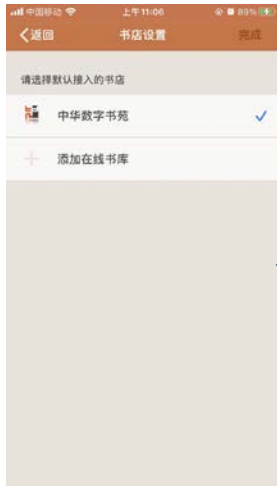 中国移动 上午11:06 89%
返回 书店设置 完成
请选择默认接入的书店
中华数字书苑
添加在线书库